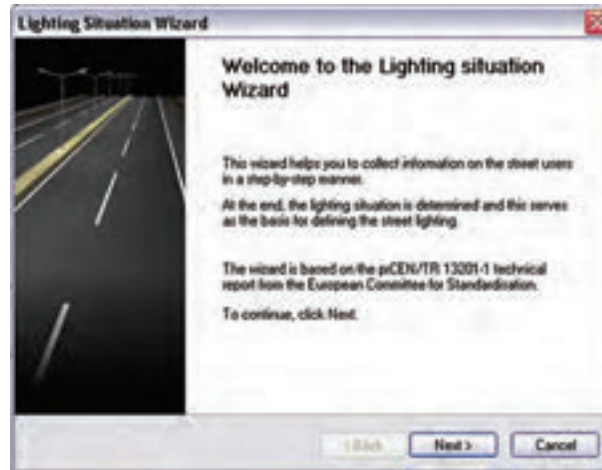 Lighting Situation Wizard
Welcome to the Lighting situation
Wizard
This wizard helps you to collect information on the street users
in a step-by-step manner.
At the end, the lighting situation is determined and this serves
as the basis for defining the street lighting.
The wizard is based on the prCEN/TR 13201-1 technical
report from the European Committee for Standardisation.
To continue, click Next.
< Back
Next >
Cancel